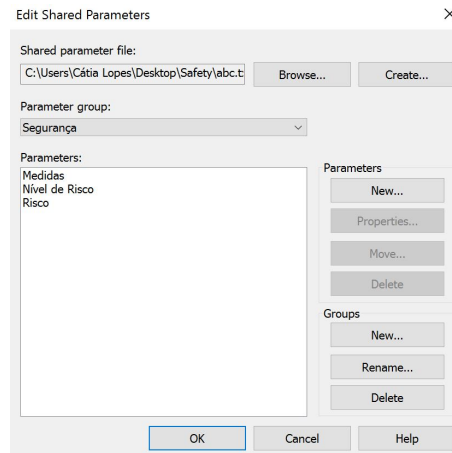 Edit Shared Parameters
Shared parameter file:
C:\Users\Cátia Lopes\Desktop\Safety\abc.t:
Browse...
Create...
Parameter group:
Segurança
Parameters:
Medidas
Nível de Risco
Risco
Parameters
New...
Properties...
Move...
Delete
Groups
New...
Rename...
Delete
OK
Cancel
Help